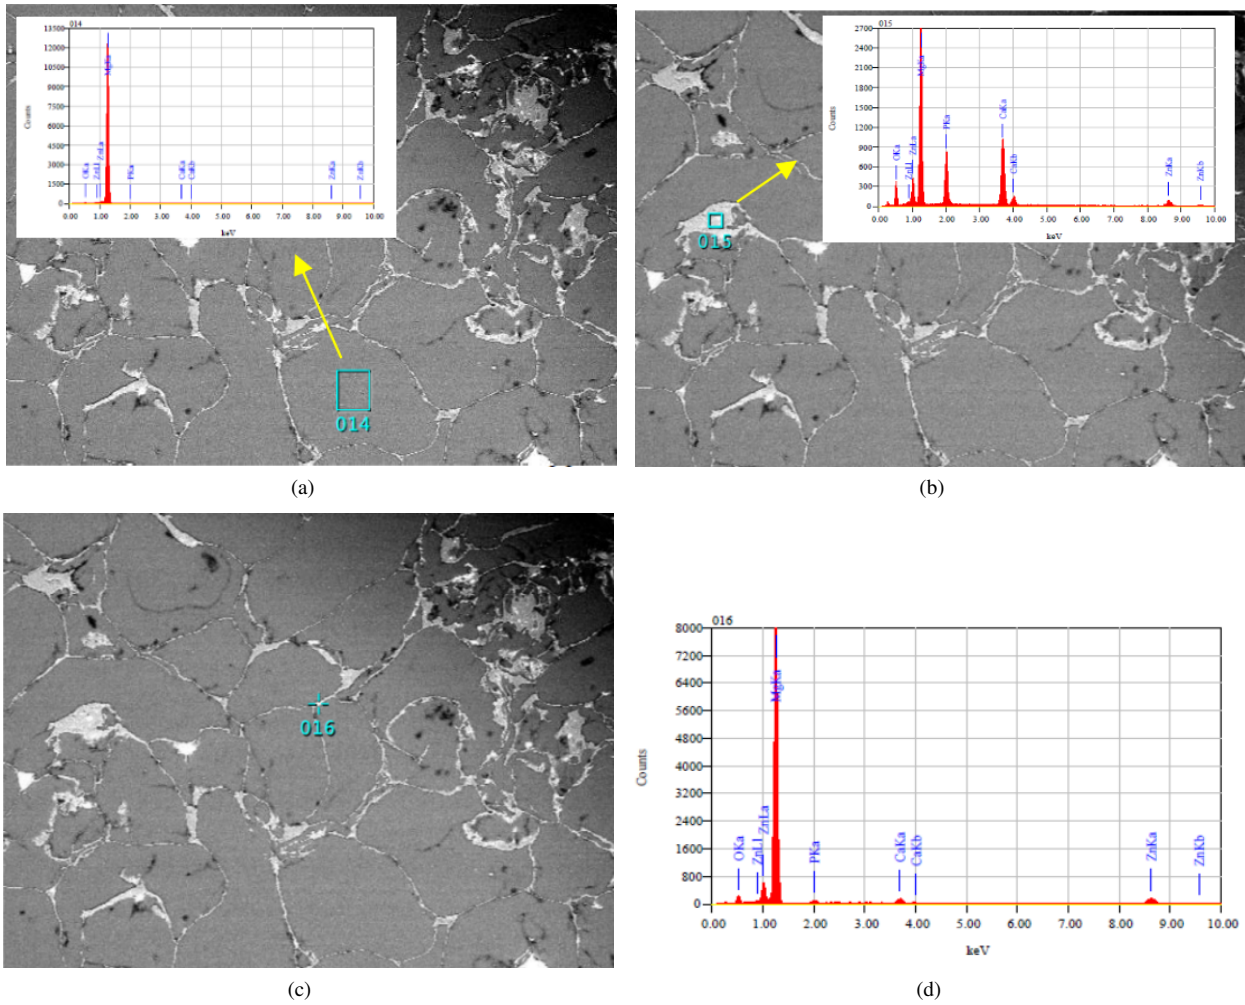 014
13500
12000
10500
9000
7500
6000
4500
3000
1500
0
Counts
OKa
ZnLl
ZnLa
MgKa
PKa
CaKa
CaKb
ZnKa
ZnKb
0.00 1.00 2.00 3.00 4.00 5.00 6.00 7.00 8.00 9.00 10.00
keV
014
(a)
015
2700
2400
2100
1800
1500
1200
900
600
300
0
Counts
OKa
ZnLl
ZnLa
MgKa
PKa
CaKa
CaKb
ZnKa
ZnKb
0.00 1.00 2.00 3.00 4.00 5.00 6.00 7.00 8.00 9.00 10.00
keV
015
(b)
016
(c)
016
8000
7200
6400
5600
4800
4000
3200
2400
1600
800
0
Counts
OKa
ZnLl
ZnLa
MgKa
PKa
CaKa
CaKb
ZnKa
ZnKb
0.00 1.00 2.00 3.00 4.00 5.00 6.00 7.00 8.00 9.00 10.00
keV
(d)